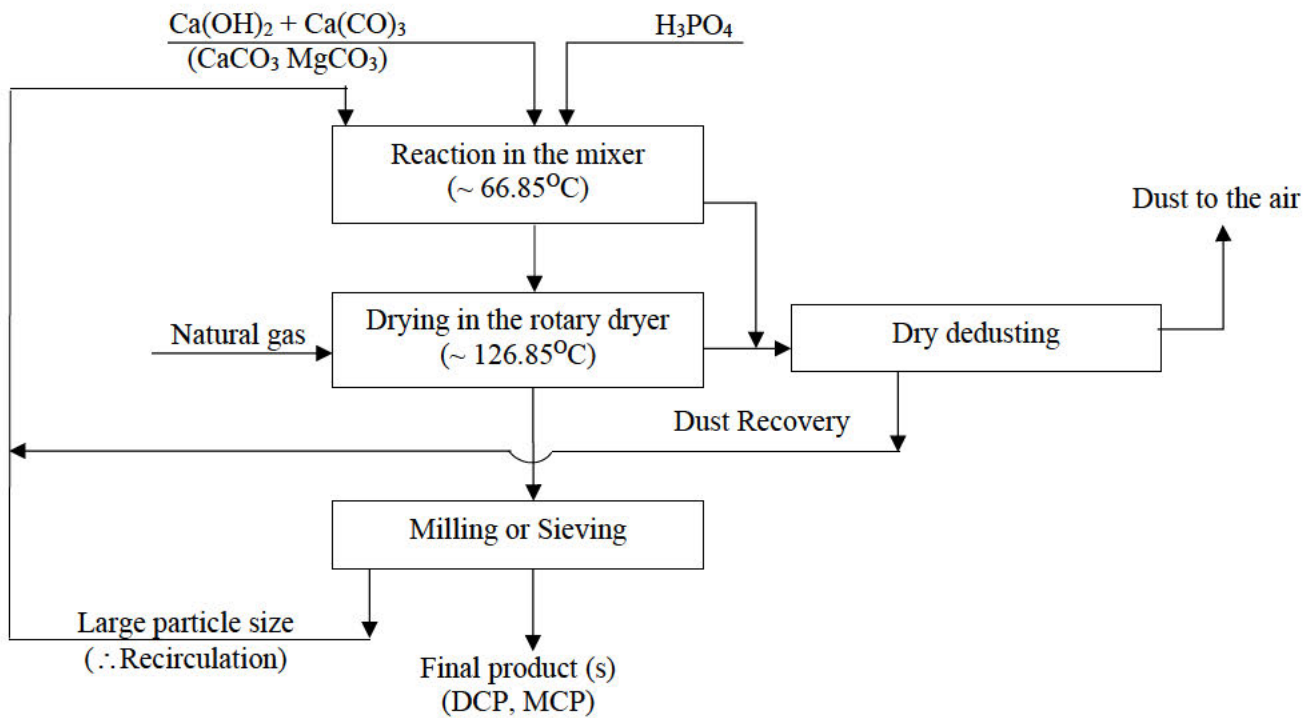 Ca(OH)₂ + Ca(CO)₃
(CaCO₃ MgCO₃)
H₃PO₄
Reaction in the mixer
(~ 66.85⁰C)
Dust to the air
Natural gas
Drying in the rotary dryer
(~ 126.85⁰C)
Dry dedusting
Dust Recovery
Milling or Sieving
Large particle size
(∴Recirculation)
Final product (s)
(DCP, MCP)